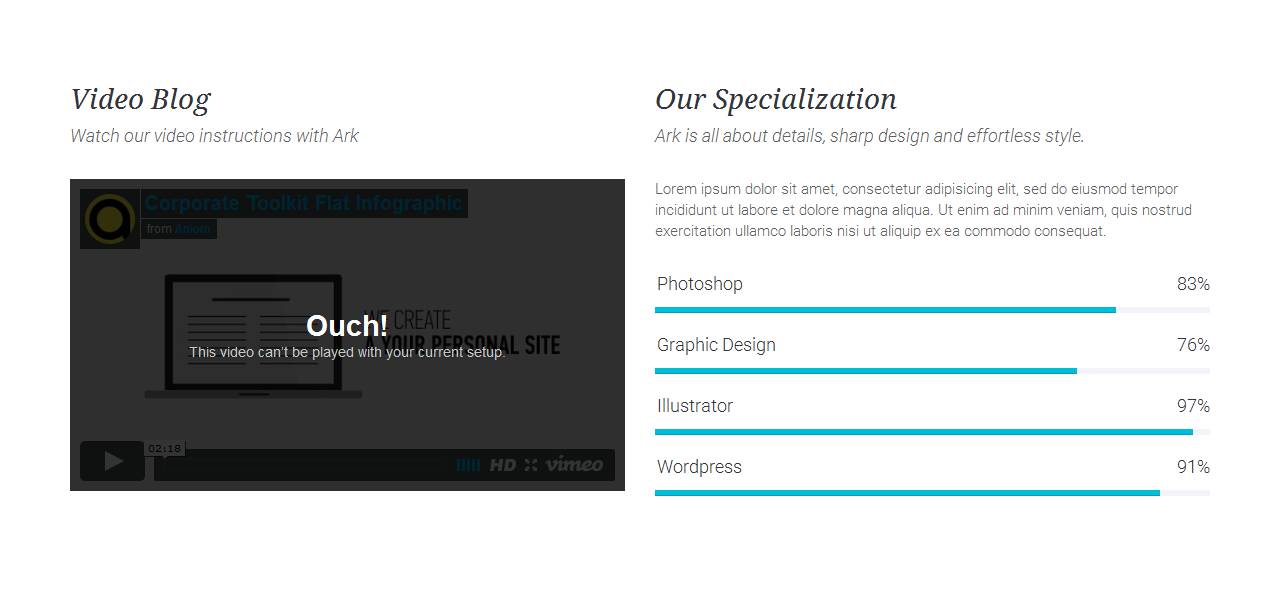 Video Blog
Watch our video instructions with Ark
Corporate Toolkit Flat Infographic
from Aniom
WE CREATE
A YOUR PERSONAL SITE
Ouch!
This video can't be played with your current setup.
02:18
HD vimeo
Our Specialization
Ark is all about details, sharp design and effortless style.
Lorem ipsum dolor sit amet, consectetur adipisicing elit, sed do eiusmod tempor
incididunt ut labore et dolore magna aliqua. Ut enim ad minim veniam, quis nostrud
exercitation ullamco laboris nisi ut aliquip ex ea commodo consequat.
Photoshop 83%
Graphic Design 76%
Illustrator 97%
Wordpress 91%